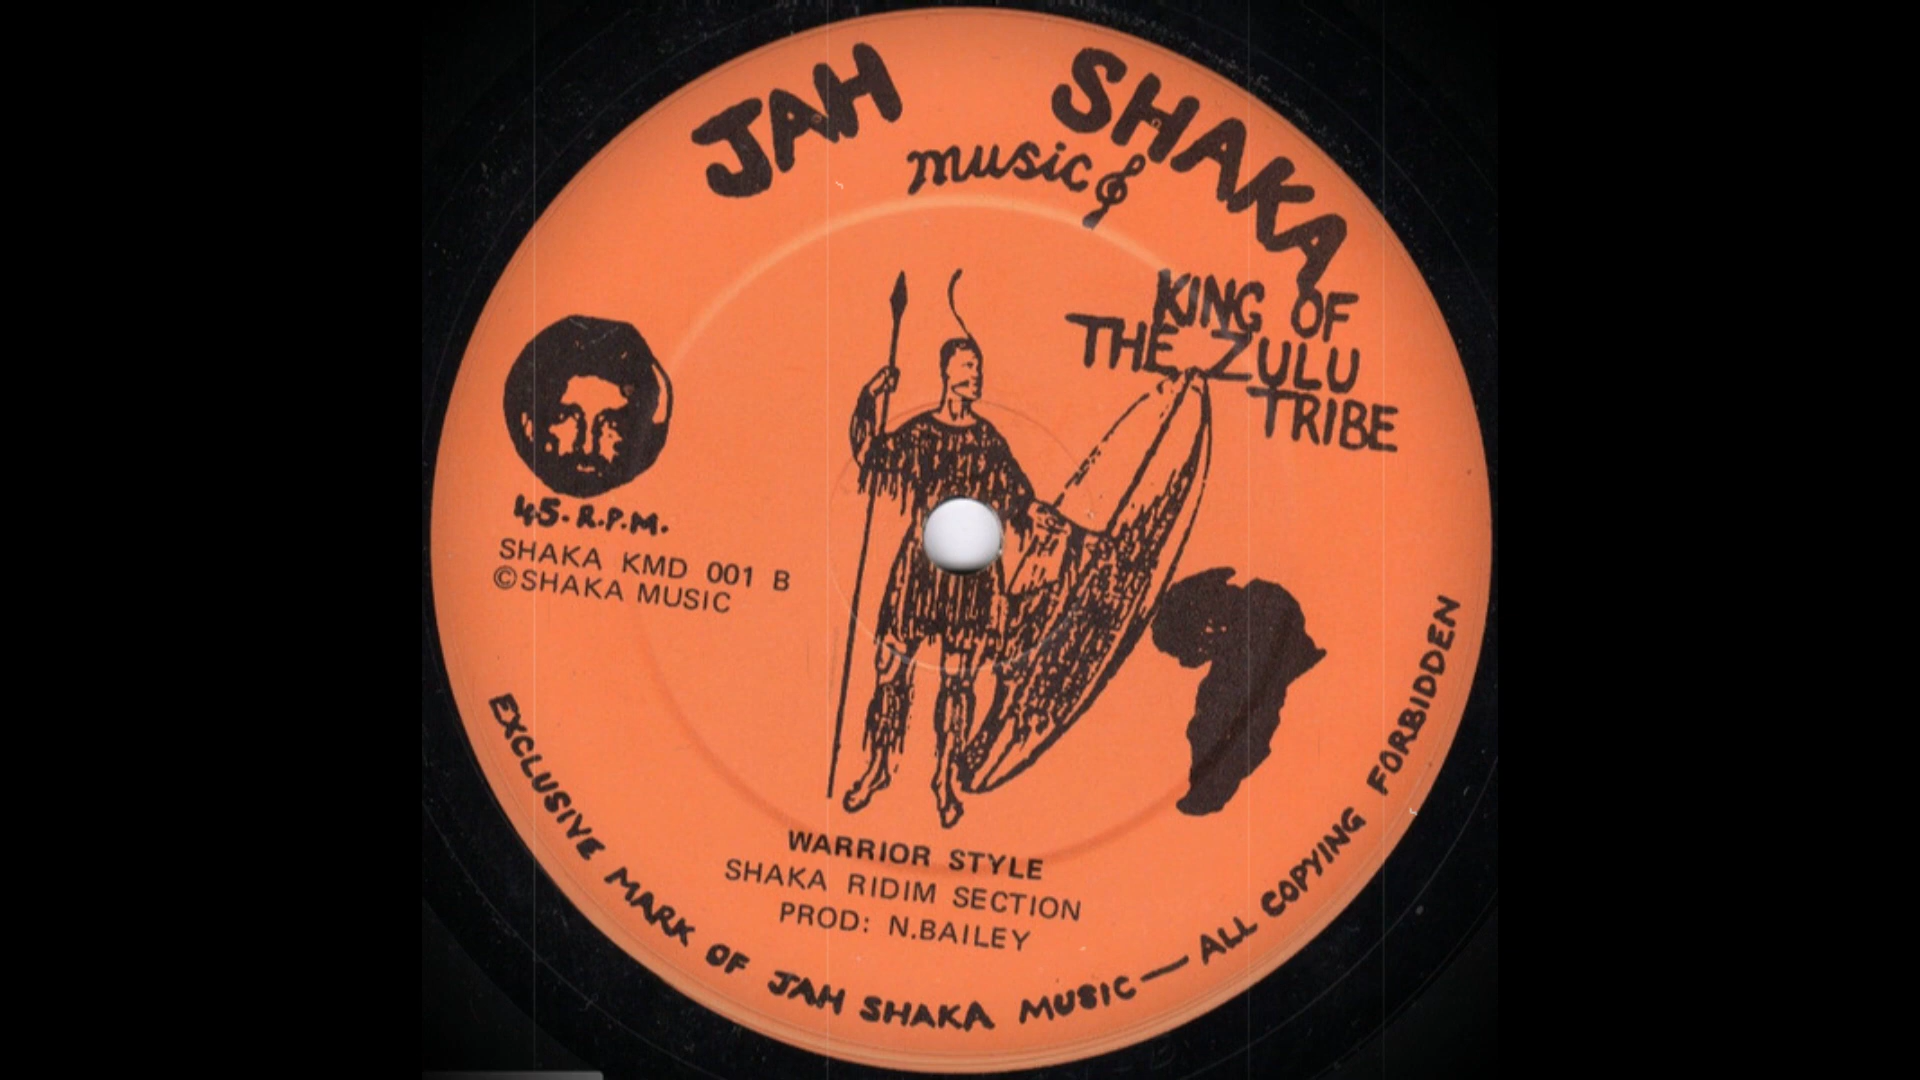 JAH SHAKA
music
KING OF
THE ZULU
TRIBE
45. R.P.M.
SHAKA KMD 001 B
©SHAKA MUSIC
WARRIOR STYLE
SHAKA RIDIM SECTION
PROD: N.BAILEY
EXCLUSIVE MARK OF JAH SHAKA MUSIC — ALL COPYING FORBIDDEN